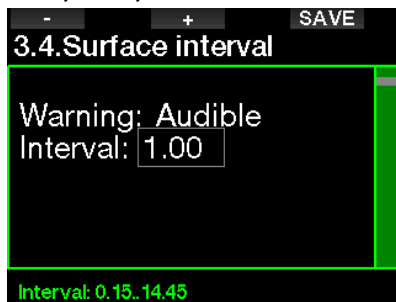 - + SAVE
3.4.Surface interval
Warning: Audible
Interval: 1.00
Interval: 0.15..14.45